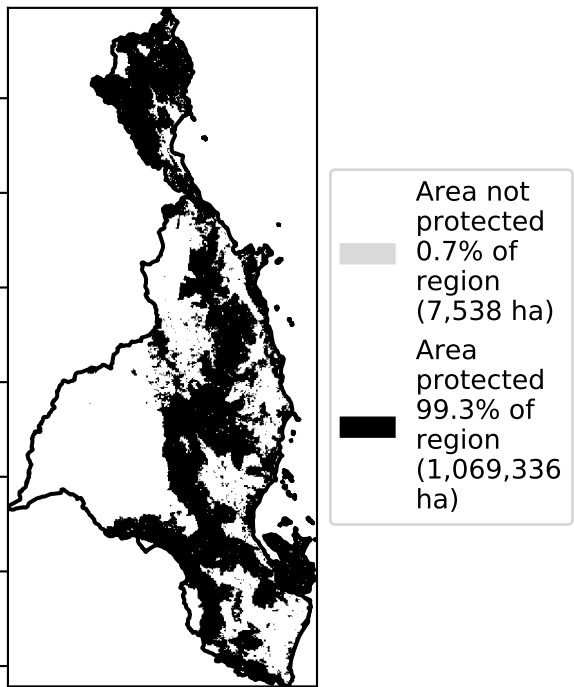 Area not
protected
0.7% of
region
(7,538 ha)
Area
protected
99.3% of
region
(1,069,336
ha)